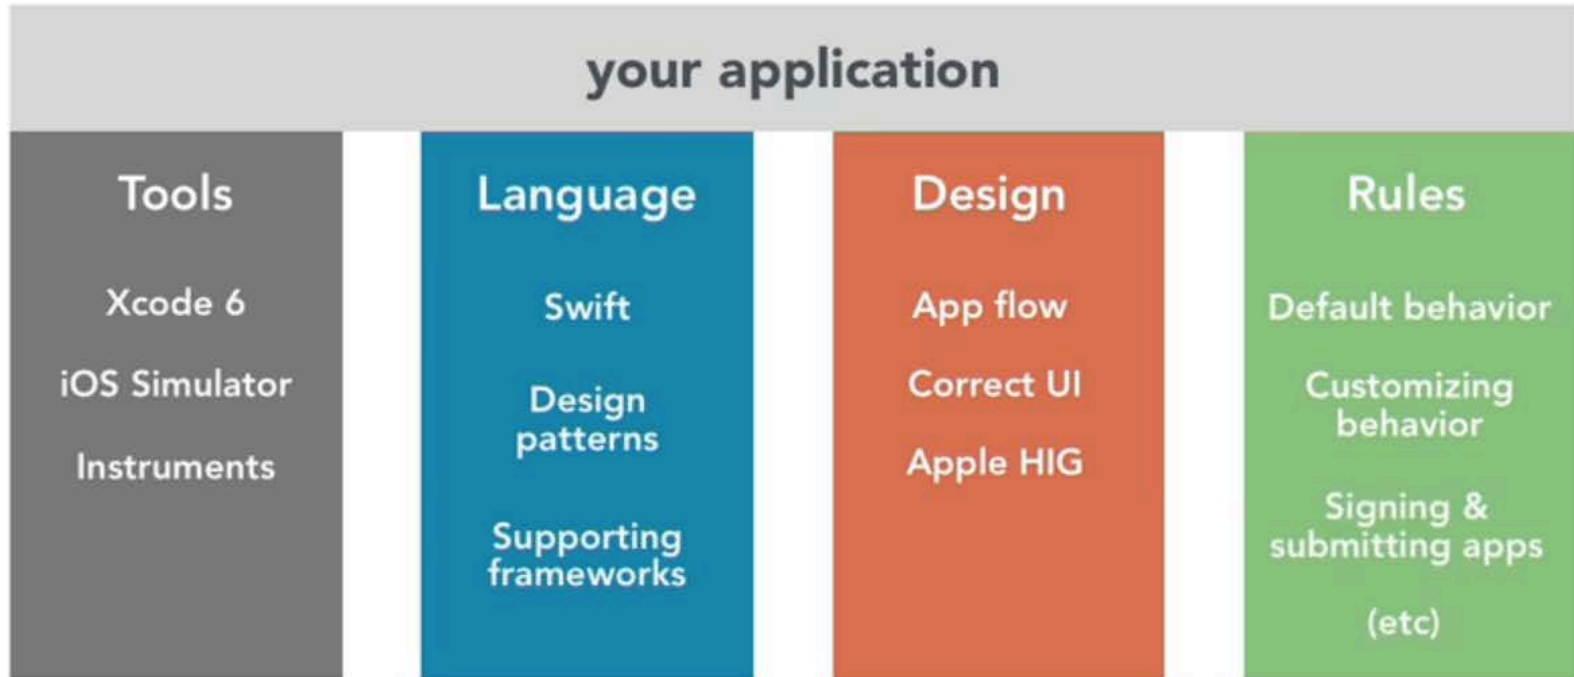 your application
Tools
Xcode 6
iOS Simulator
Instruments
Language
Swift
Design
patterns
Supporting
frameworks
Design
App flow
Correct UI
Apple HIG
Rules
Default behavior
Customizing
behavior
Signing &
submitting apps
(etc)